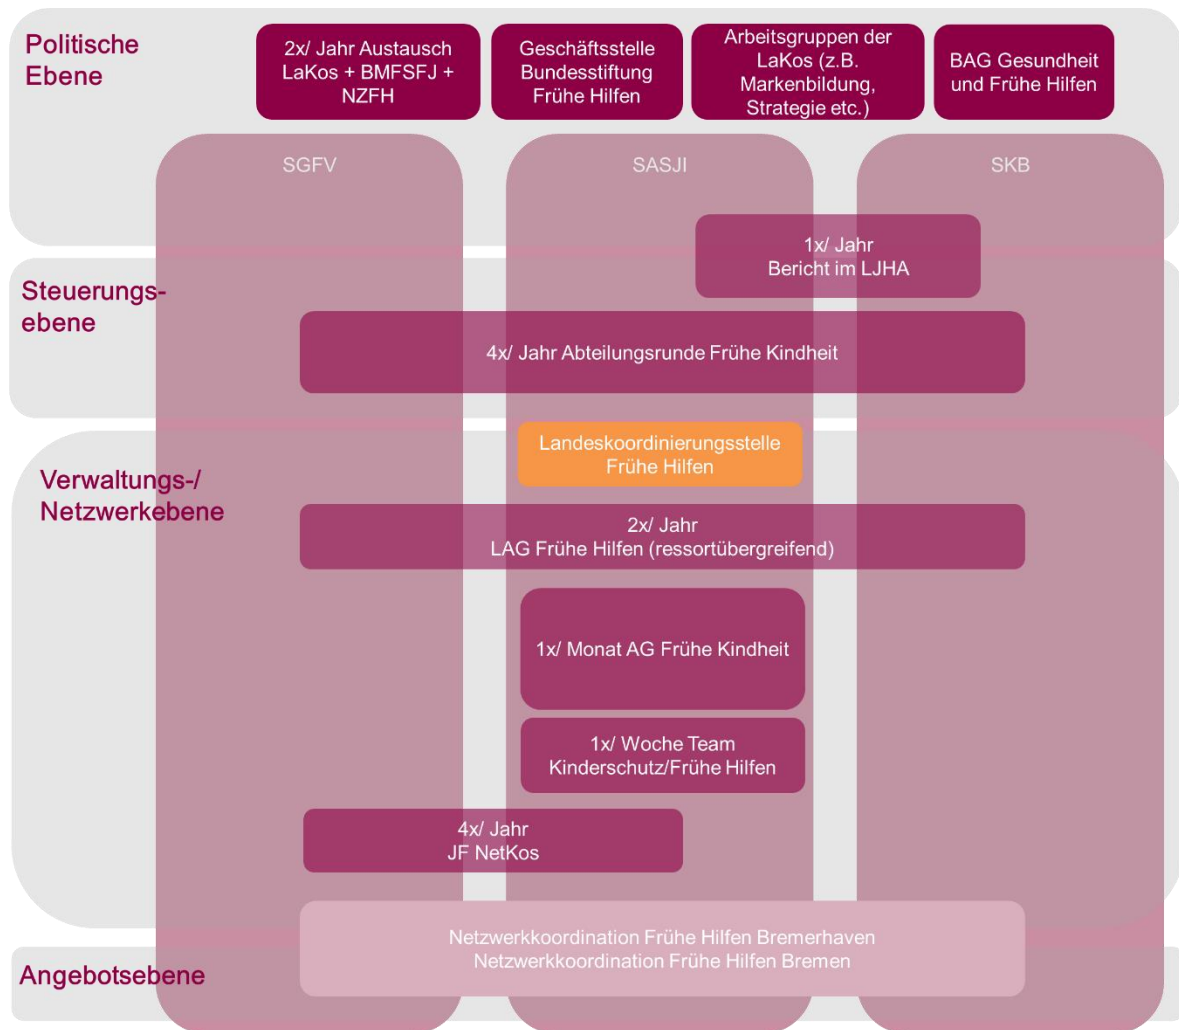 Politische
Ebene
2x/ Jahr Austausch
LaKos + BMFSFJ +
NZFH
Geschäftsstelle
Bundesstiftung
Frühe Hilfen
Arbeitsgruppen der
LaKos (z.B.
Markenbildung,
Strategie etc.)
BAG Gesundheit
und Frühe Hilfen
SGFV
SASJI
SKB
1x/ Jahr
Bericht im LJHA
Steuerungs-
ebene
4x/ Jahr Abteilungsrunde Frühe Kindheit
Landeskoordinierungsstelle
Frühe Hilfen
Verwaltungs-/
Netzwerkebene
2x/ Jahr
LAG Frühe Hilfen (ressortübergreifend)
1x/ Monat AG Frühe Kindheit
1x/ Woche Team
Kinderschutz/Frühe Hilfen
4x/ Jahr
JF NetKos
Netzwerkkoordination Frühe Hilfen Bremerhaven
Netzwerkkoordination Frühe Hilfen Bremen
Angebotsebene